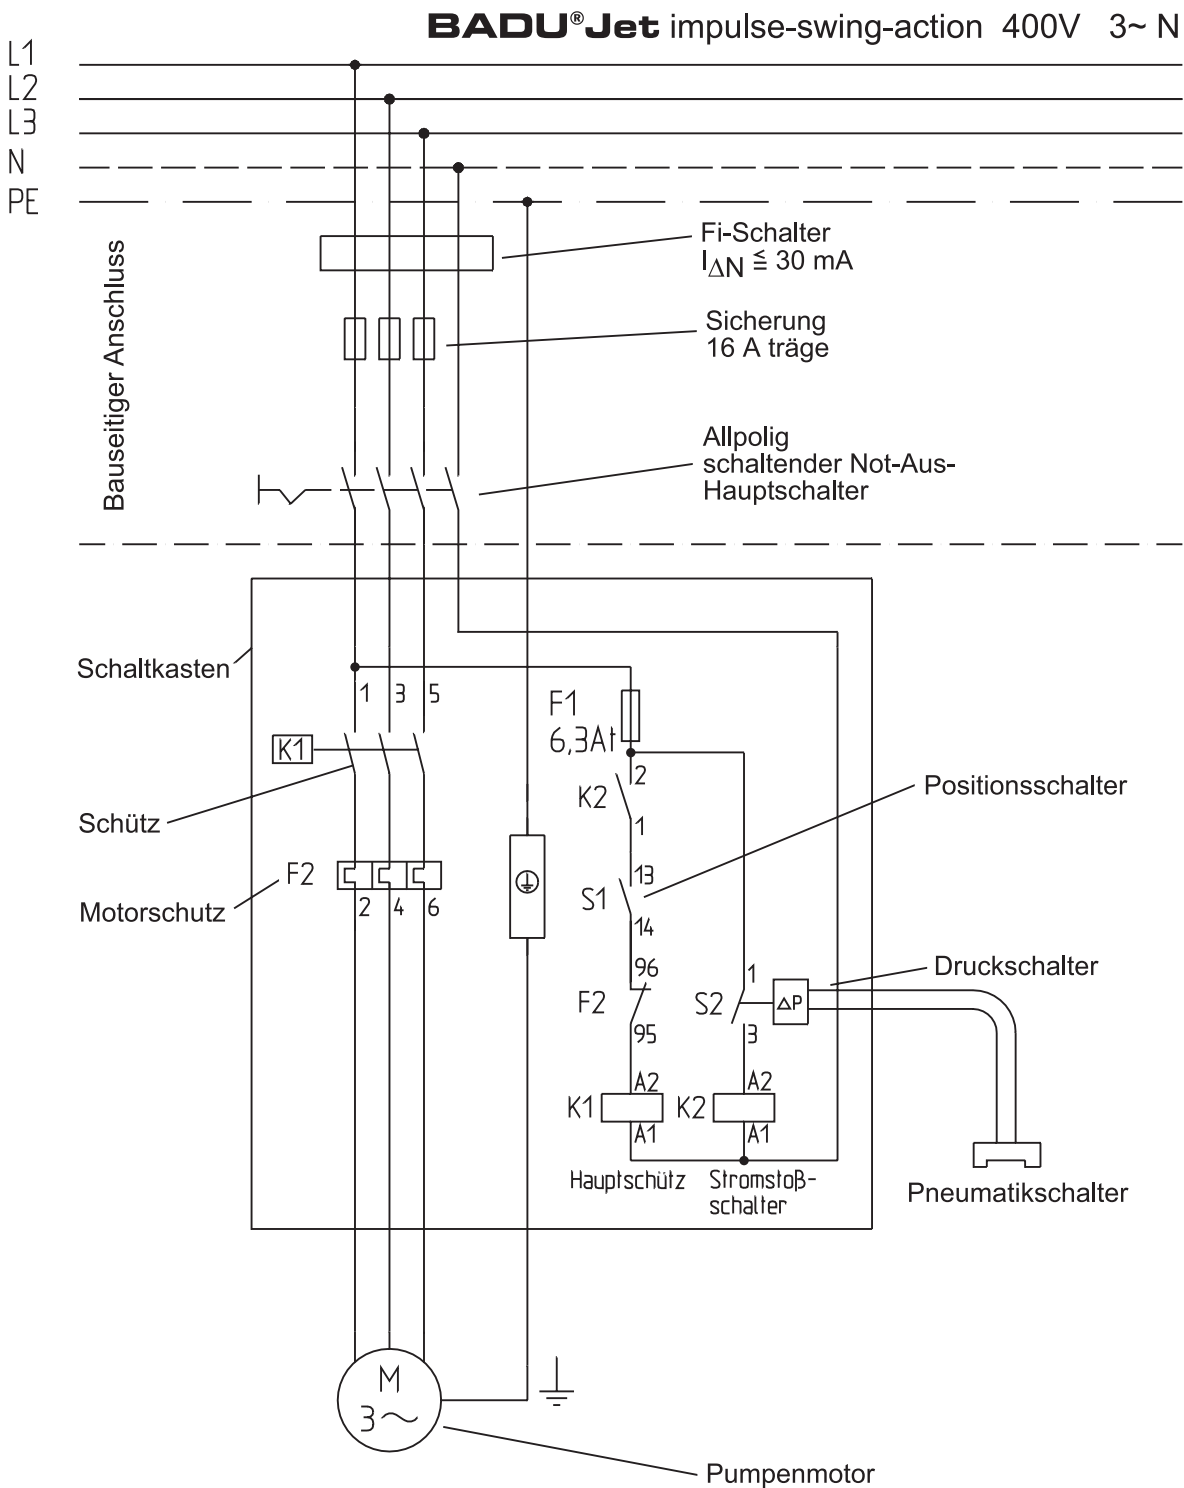 BADU®Jet impulse-swing-action 400V 3~ N
L1
L2
L3
N
PE
Bauseitiger Anschluss
Fi-Schalter
I∆N ≦ 30 mA
Sicherung
16 A träge
Allpolig
schaltender Not-Aus-
Hauptschalter
Schaltkasten
1 3 5
F1
6,3At
K1
2
K2
1
Positionsschalter
Schütz
13
S1
14
F2
2 4 6
Motorschutz
96
F2
95
1
S2
3
∆P
Druckschalter
A2
K1
A1
A2
K2
A1
Hauptschütz
Stromstoß-
schalter
Pneumatikschalter
M
3~
Pumpenmotor